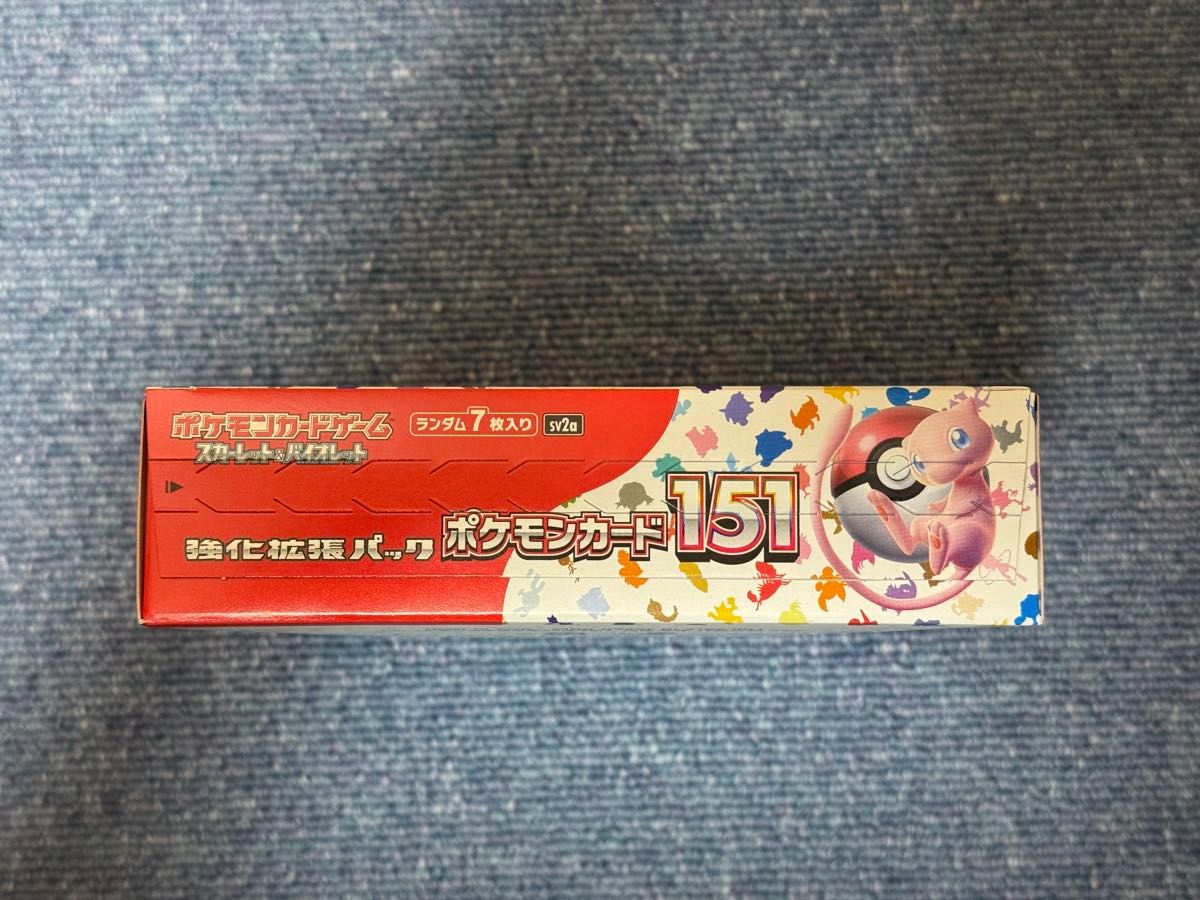 ポケモンカードゲーム
スカーレット&バイオレット
ランダム7枚入り
sv2a
強化拡張パック
ポケモンカード151